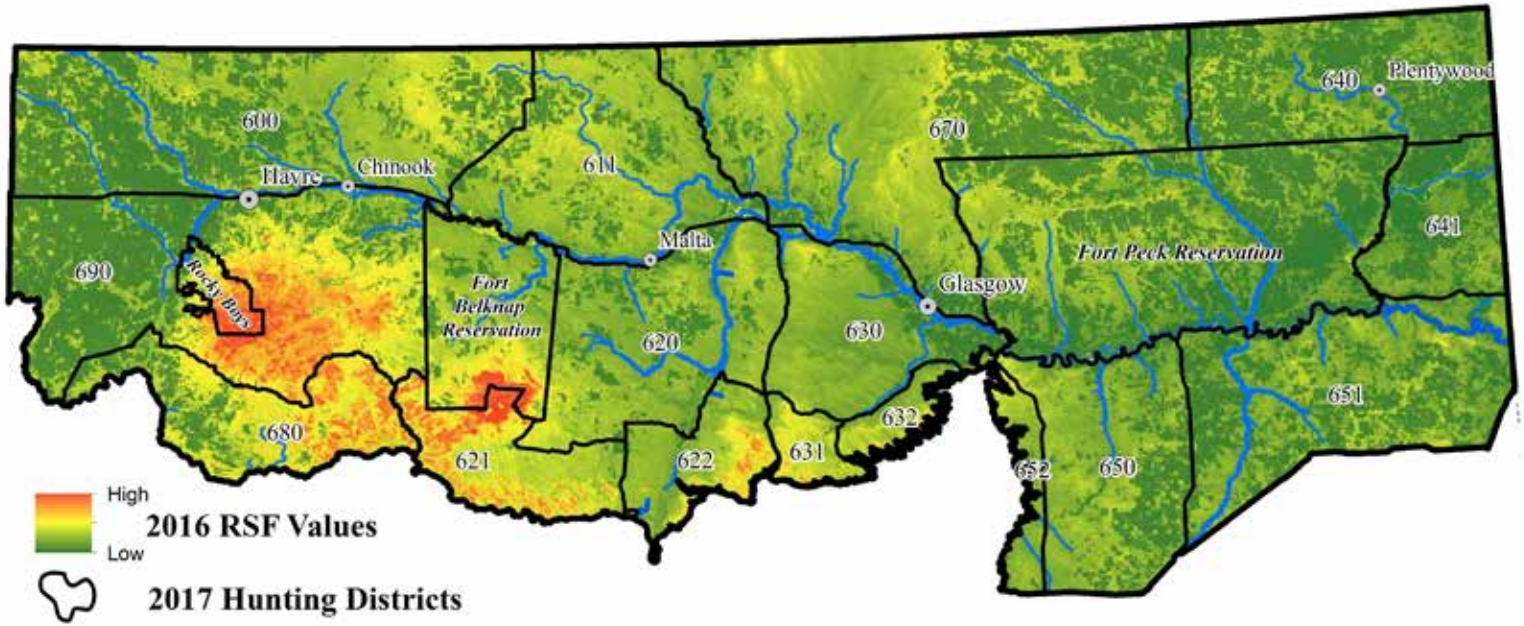 640
Plentywood
600
670
Havre
Chinook
611
641
Malta
Fort Peck Reservation
690
Rocky Boys
Fort
Belknap
Reservation
Glasgow
620
630
651
632
680
621
622
631
652
650
High
2016 RSF Values
Low
2017 Hunting Districts